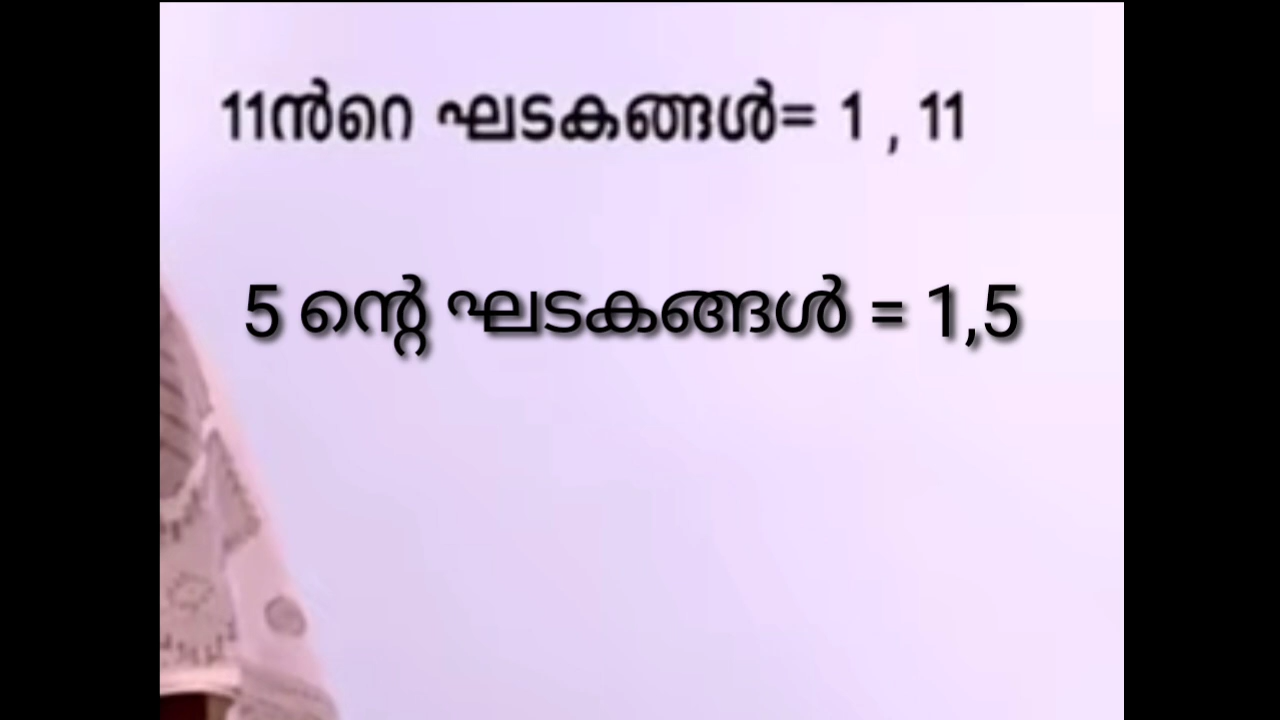 11ൻറെ ഘടകങ്ങൾ= 1 , 11
5 ന്റെ ഘടകങ്ങൾ = 1,5